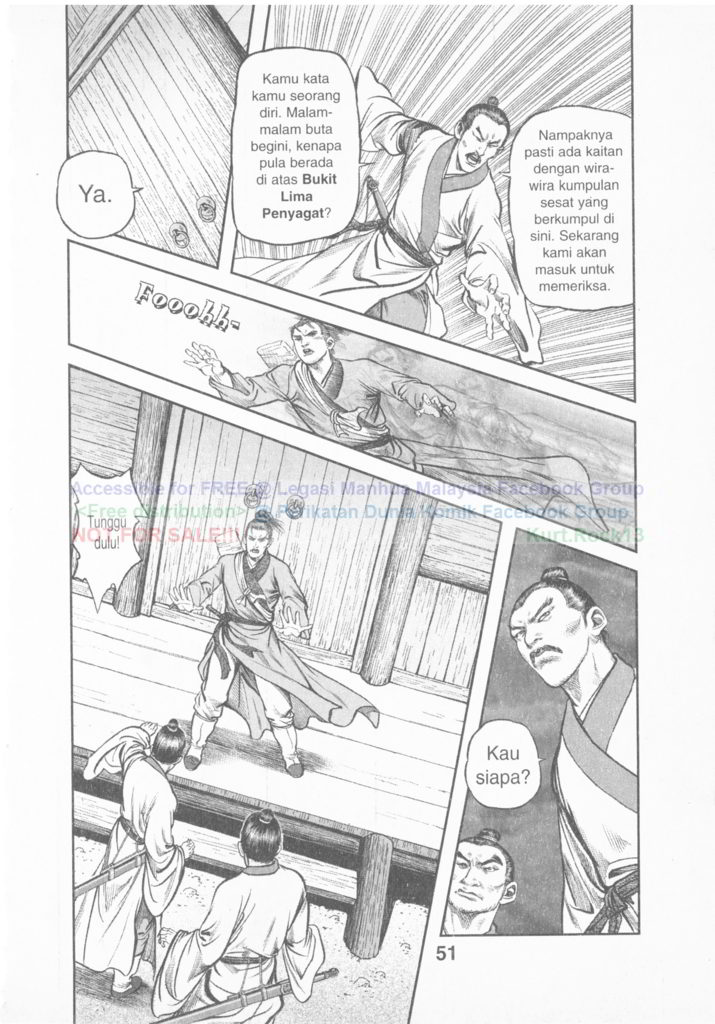 Ya.
Kamu kata
kamu seorang
diri. Malam-
malam buta
begini, kenapa
pula berada
di atas Bukit
Lima
Penyagat?
Nampaknya
pasti ada kaitan
dengan wira-
wira kumpulan
sesat yang
berkumpul di
sini. Sekarang
kami akan
masuk untuk
memeriksa.
Fooohh-
Accessible for FREE @ Legasi Manhua Malaysia Facebook Group
<Free distribution> @ Perikatan Dunia Komik Facebook Group
NOT FOR SALE!!!
Kurt.Rock13
Tunggu
dulu!
Kau
siapa?
51